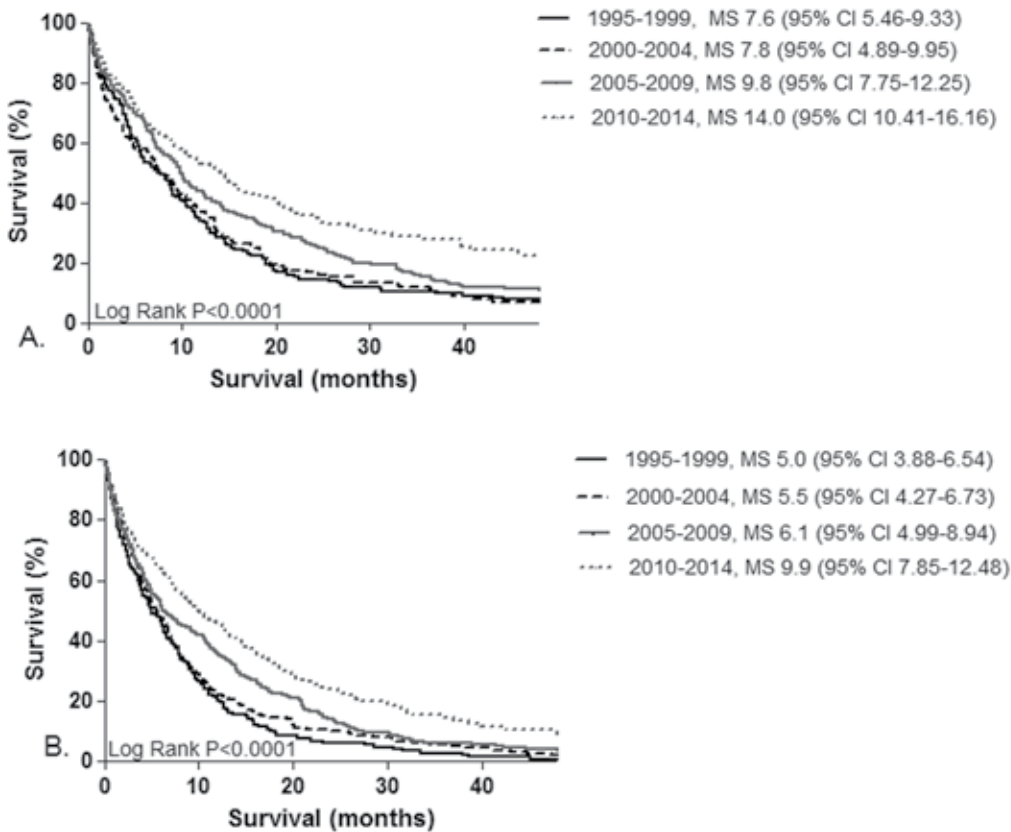 1995-1999, MS 7.6 (95% CI 5.46-9.33)
2000-2004, MS 7.8 (95% CI 4.89-9.95)
2005-2009, MS 9.8 (95% CI 7.75-12.25)
2010-2014, MS 14.0 (95% CI 10.41-16.16)
100
80
60
40
20
0
Survival (%)
Log Rank P<0.0001
A.
0 10 20 30 40
Survival (months)
1995-1999, MS 5.0 (95% CI 3.88-6.54)
2000-2004, MS 5.5 (95% CI 4.27-6.73)
2005-2009, MS 6.1 (95% CI 4.99-8.94)
2010-2014, MS 9.9 (95% CI 7.85-12.48)
100
80
60
40
20
0
Survival (%)
Log Rank P<0.0001
B.
0 10 20 30 40
Survival (months)